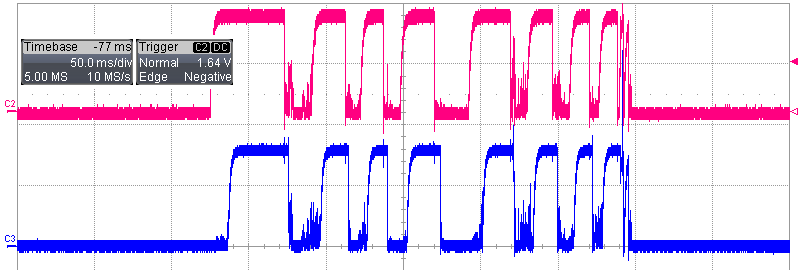 Timebase -77 ms
50.0 ms/div
5.00 MS 10 MS/s
Trigger C2 DC
Normal 1.64 V
Edge Negative
C2
C3